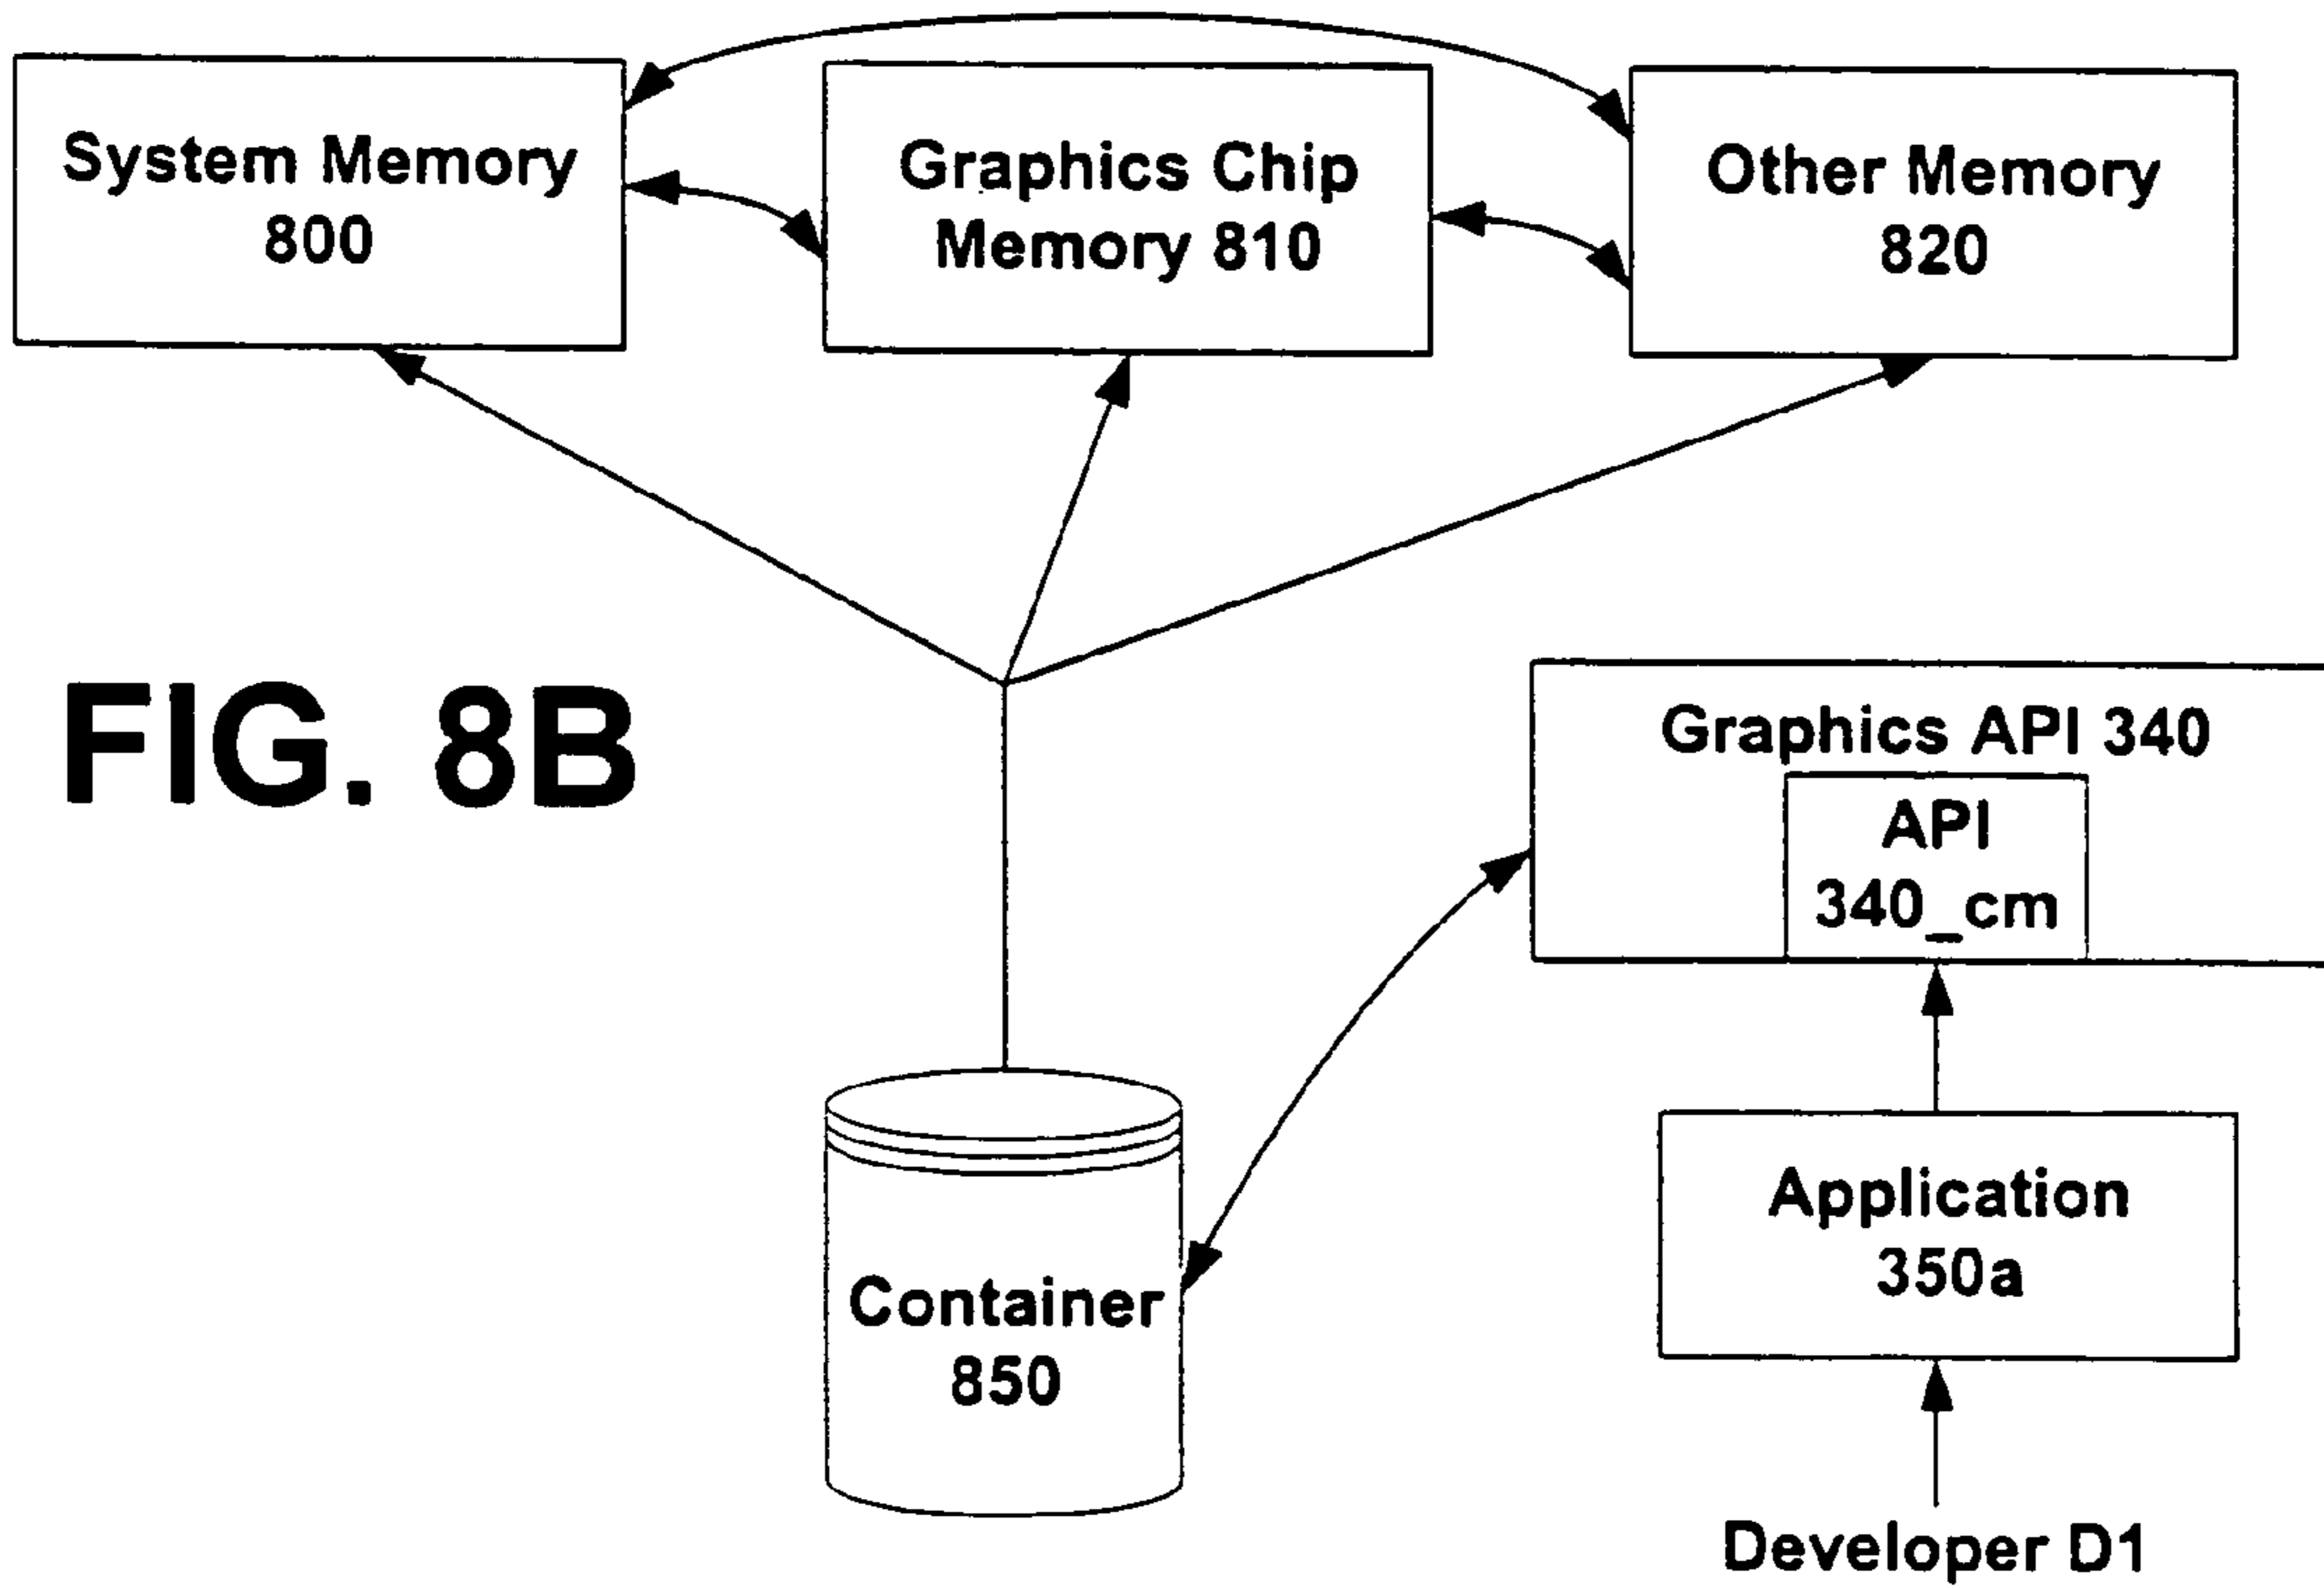 System Memory
800
Graphics Chip
Memory 810
Other Memory
820
FIG. 8B
Graphics API 340
API
340_cm
Application
350a
Container
850
Developer D1